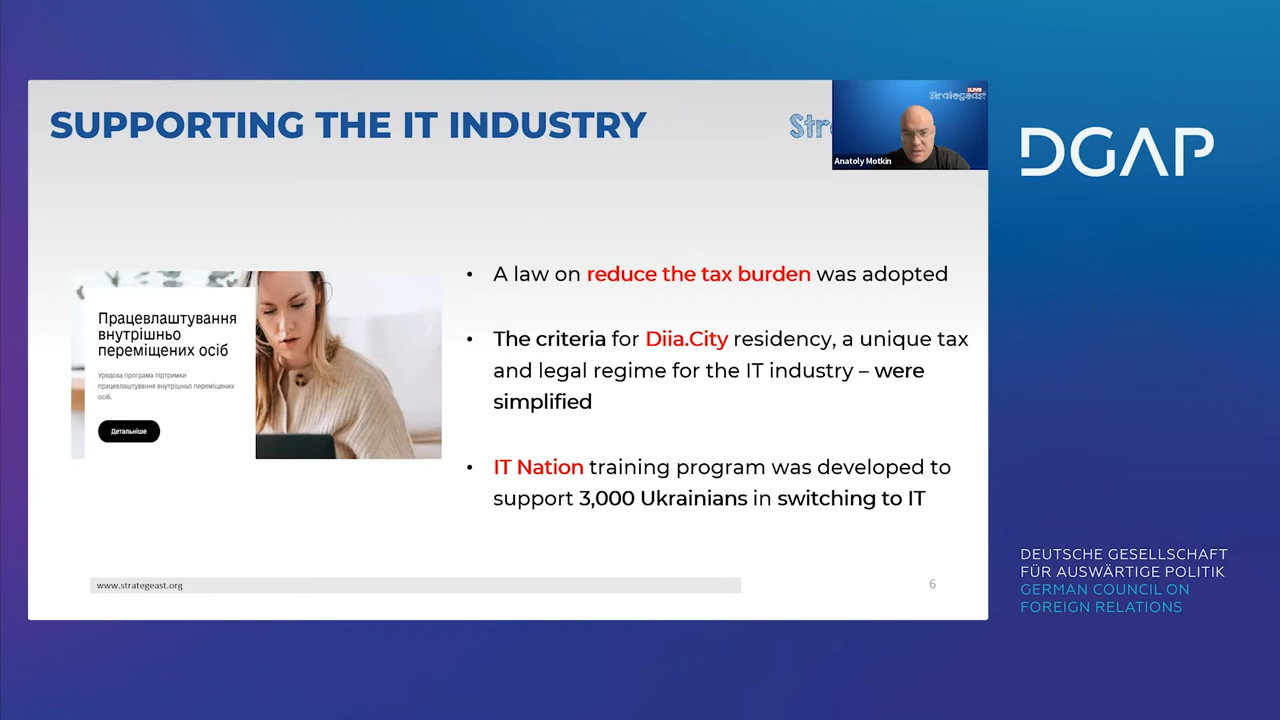 SUPPORTING THE IT INDUSTRY
Strategeast
LIVE
Anatoly Motkin
DGAP
Працевлаштування
внутрішньо
переміщених осіб
Урядова програма підтримки
працевлаштування внутрішньо переміщених
осіб.
Детальніше
• A law on reduce the tax burden was adopted
• The criteria for Diia.City residency, a unique tax
and legal regime for the IT industry – were
simplified
• IT Nation training program was developed to
support 3,000 Ukrainians in switching to IT
www.strategeast.org
6
DEUTSCHE GESELLSCHAFT
FÜR AUSWÄRTIGE POLITIK
GERMAN COUNCIL ON
FOREIGN RELATIONS